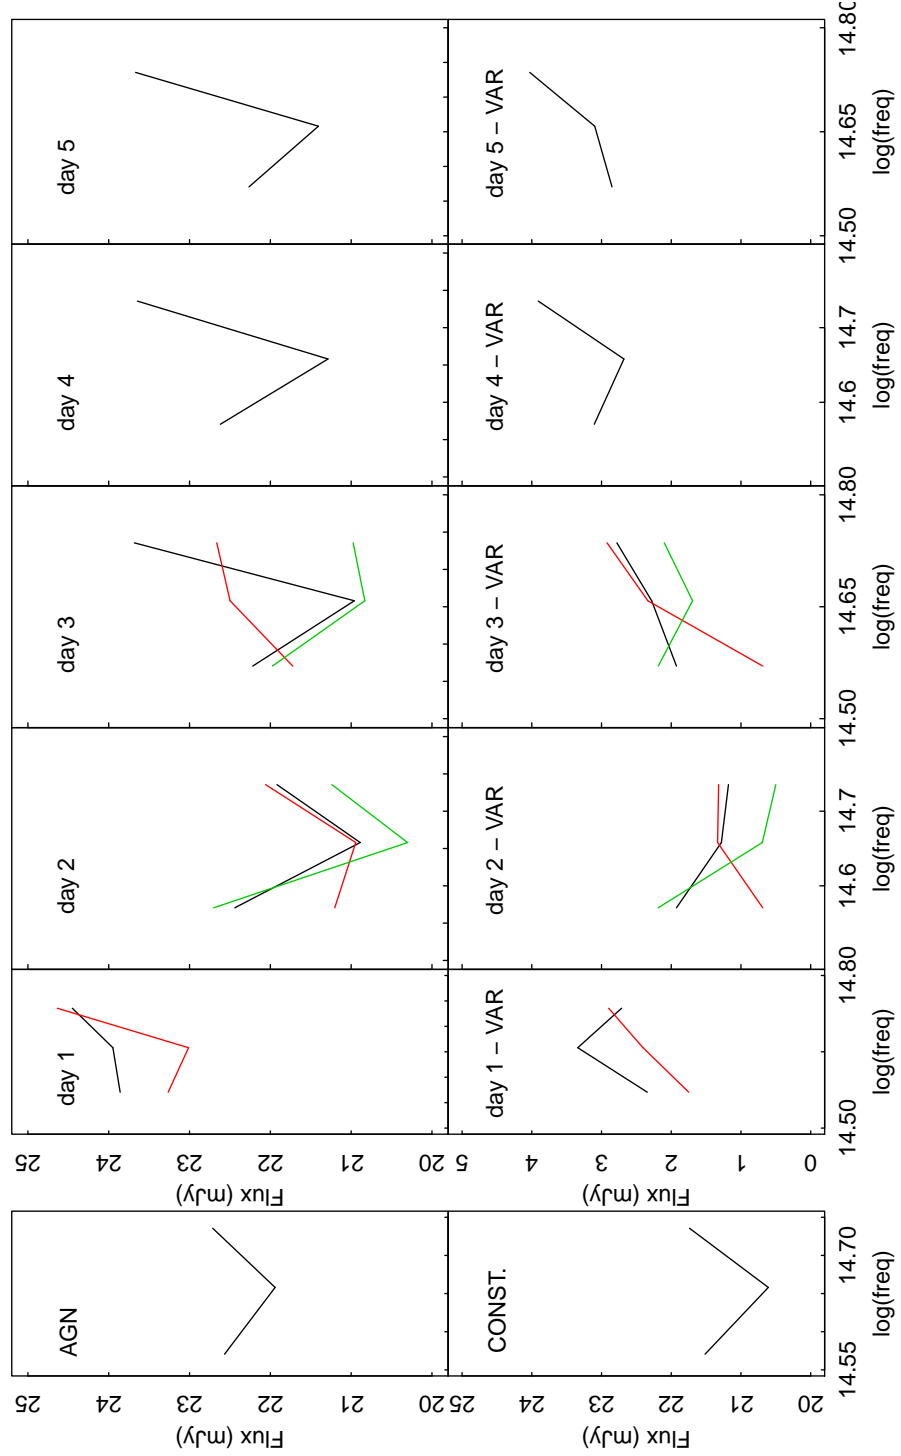 AGN
day 1
day 2
day 3
day 4
day 5
25
24
23
22
21
20
Flux (mJy)
25
24
23
22
21
20
Flux (mJy)
CONST.
day 1 − VAR
day 2 − VAR
day 3 − VAR
day 4 − VAR
day 5 − VAR
25
24
23
22
21
20
Flux (mJy)
5
4
3
2
1
0
Flux (mJy)
14.55 14.70
14.50 14.80
14.6 14.7
14.50 14.65 14.80
14.6 14.7
14.50 14.65 14.80
log(freq)
log(freq)
log(freq)
log(freq)
log(freq)
log(freq)